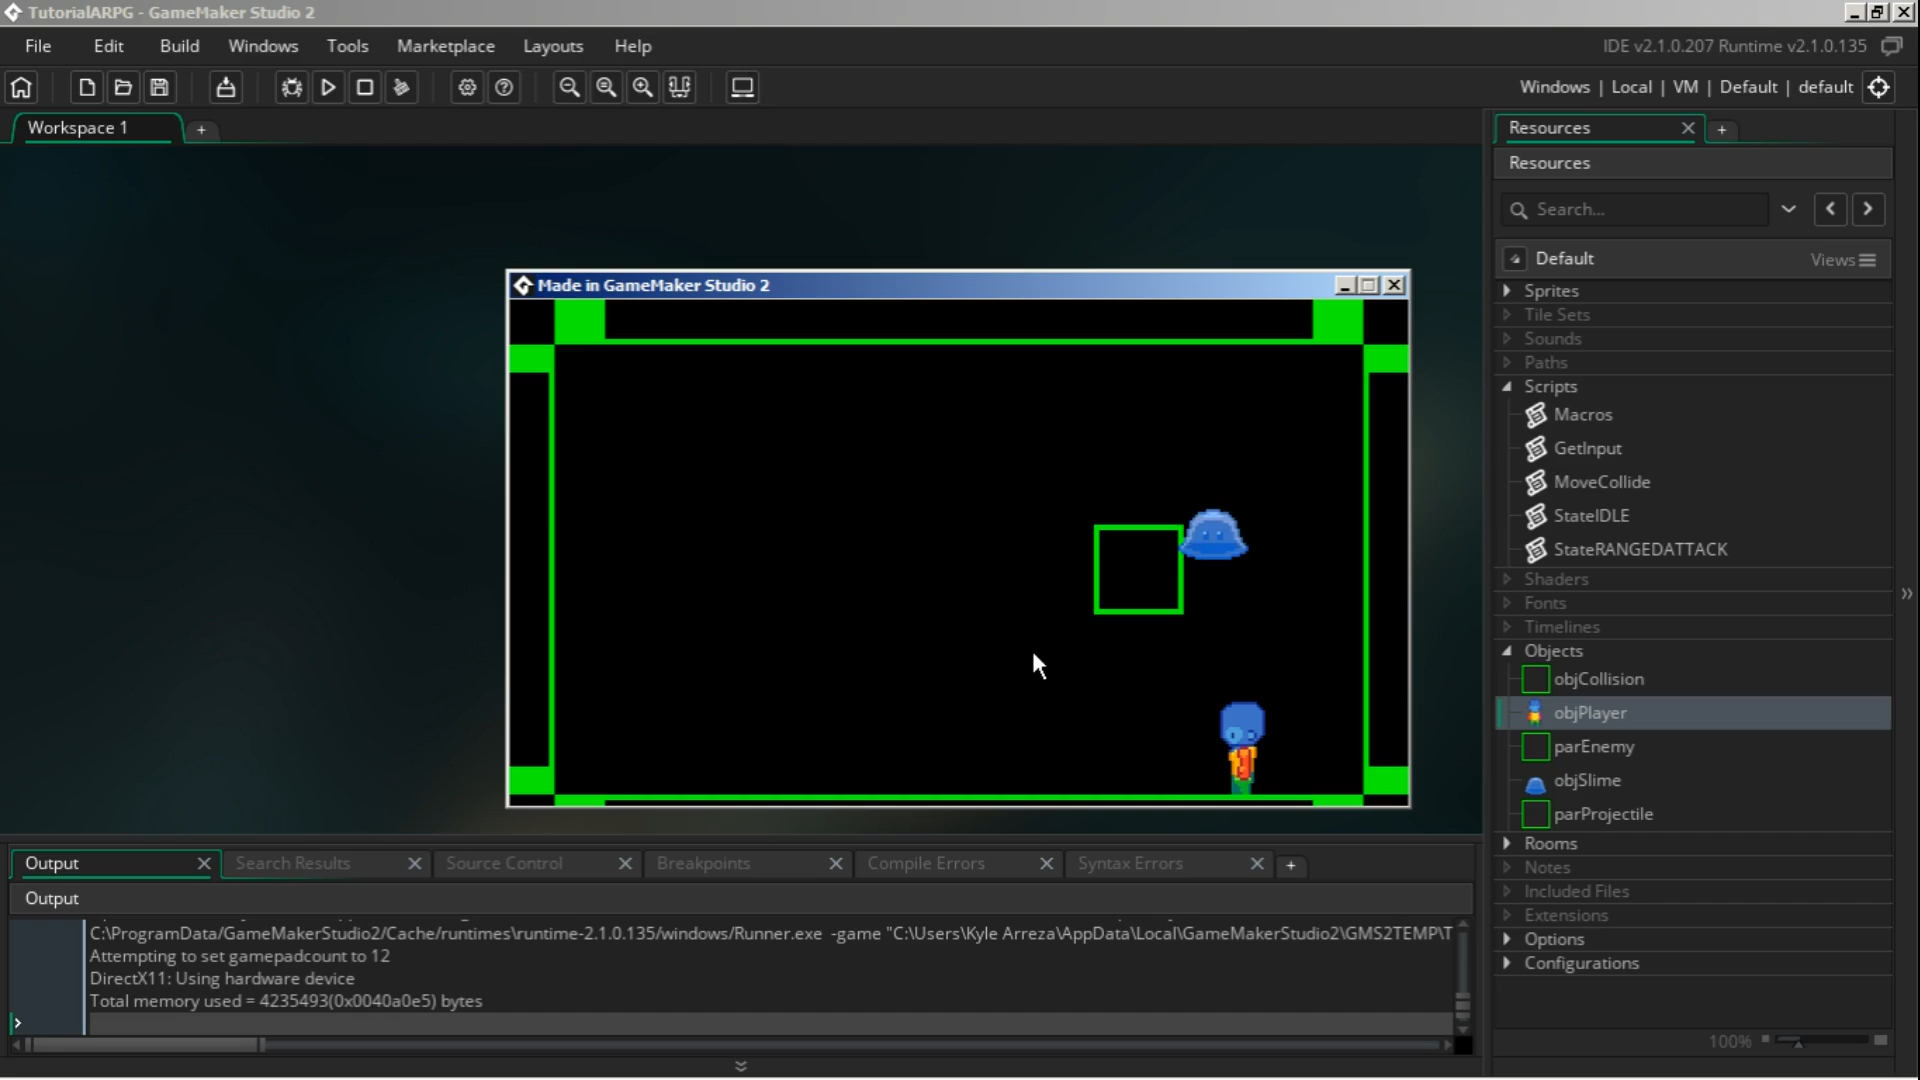 TutorialARPG - GameMaker Studio 2
File Edit Build Windows Tools Marketplace Layouts Help
IDE v2.1.0.207 Runtime v2.1.0.135
Windows | Local | VM | Default | default
Workspace 1 +
Resources +
Resources
Search...
Default Views
Sprites
Tile Sets
Sounds
Paths
Scripts
Macros
GetInput
MoveCollide
StateIDLE
StateRANGEDATTACK
Shaders
Fonts
Timelines
Objects
objCollision
objPlayer
parEnemy
objSlime
parProjectile
Rooms
Notes
Included Files
Extensions
Options
Configurations
100%
Made in GameMaker Studio 2
Output Search Results Source Control Breakpoints Compile Errors Syntax Errors +
Output
C:\ProgramData/GameMakerStudio2/Cache/runtimes\runtime-2.1.0.135/windows/Runner.exe -game "C:\Users\Kyle Arreza\AppData\Local\GameMakerStudio2\GMS2TEMP\T
Attempting to set gamepadcount to 12
DirectX11: Using hardware device
Total memory used = 4235493(0x0040a0e5) bytes